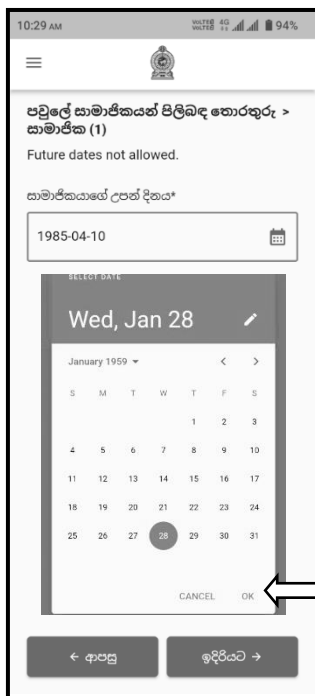 10:29 AM VoLTE VoLTE 4G 94%
පවුලේ සාමාජිකයන් පිලිබඳ තොරතුරු >
සාමාජික (1)
Future dates not allowed.
සාමාජිකයාගේ උපන් දිනය*
1985-04-10
SELECT DATE
Wed, Jan 28
January 1959
S M T W T F S
1 2 3
4 5 6 7 8 9 10
11 12 13 14 15 16 17
18 19 20 21 22 23 24
25 26 27 28 29 30 31
CANCEL OK
← ආපසු ඉදිරියට →